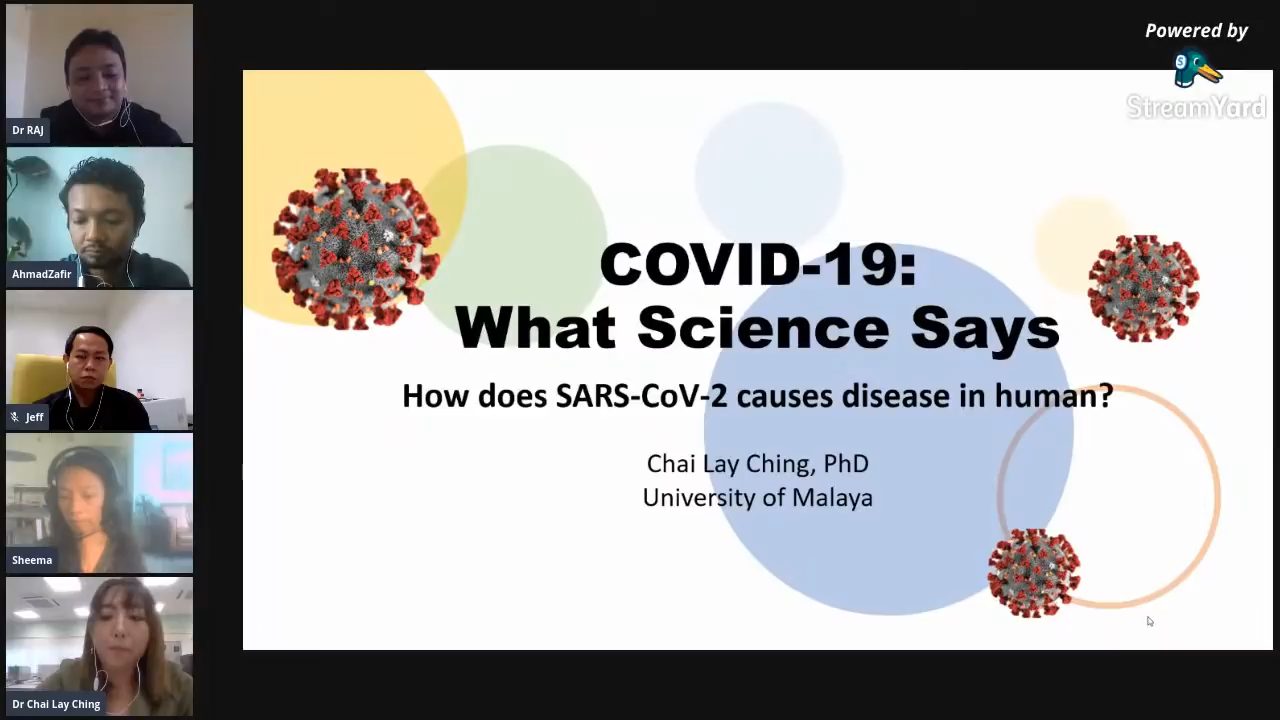 Dr RAJ
AhmadZafir
Jeff
Sheema
Dr Chai Lay Ching
Powered by
S
StreamYard
COVID-19:
What Science Says
How does SARS-CoV-2 causes disease in human?
Chai Lay Ching, PhD
University of Malaya